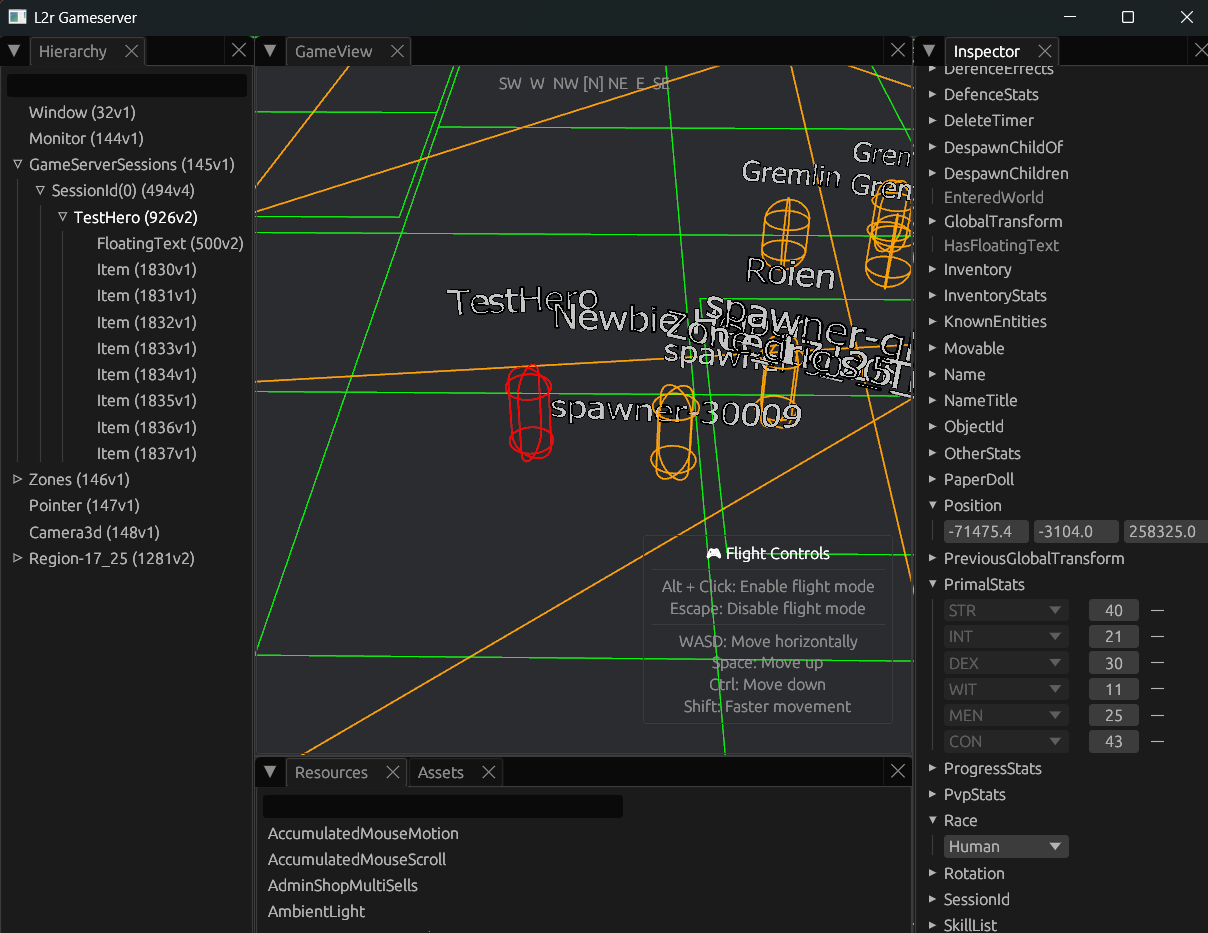 L2r Gameserver
Hierarchy
Window (32v1)
Monitor (144v1)
GameServerSessions (145v1)
SessionId(0) (494v4)
TestHero (926v2)
FloatingText (500v2)
Item (1830v1)
Item (1831v1)
Item (1832v1)
Item (1833v1)
Item (1834v1)
Item (1835v1)
Item (1836v1)
Item (1837v1)
Zones (146v1)
Pointer (147v1)
Camera3d (148v1)
Region-17_25 (1281v2)
GameView
SW W NW [N] NE E SE
Gremlin
Roien
TestHero
Newbie
spawner-30009
Flight Controls
Alt + Click: Enable flight mode
Escape: Disable flight mode
WASD: Move horizontally
Space: Move up
Ctrl: Move down
Shift: Faster movement
Resources
Assets
AccumulatedMouseMotion
AccumulatedMouseScroll
AdminShopMultiSells
AmbientLight
Inspector
DefenceEffects
DefenceStats
DeleteTimer
DespawnChildOf
DespawnChildren
EnteredWorld
GlobalTransform
HasFloatingText
Inventory
InventoryStats
KnownEntities
Movable
Name
NameTitle
ObjectId
OtherStats
PaperDoll
Position
-71475.4 -3104.0 258325.0
PreviousGlobalTransform
PrimalStats
STR 40 —
INT 21 —
DEX 30 —
WIT 11 —
MEN 25 —
CON 43 —
ProgressStats
PvpStats
Race
Human
Rotation
SessionId
SkillList